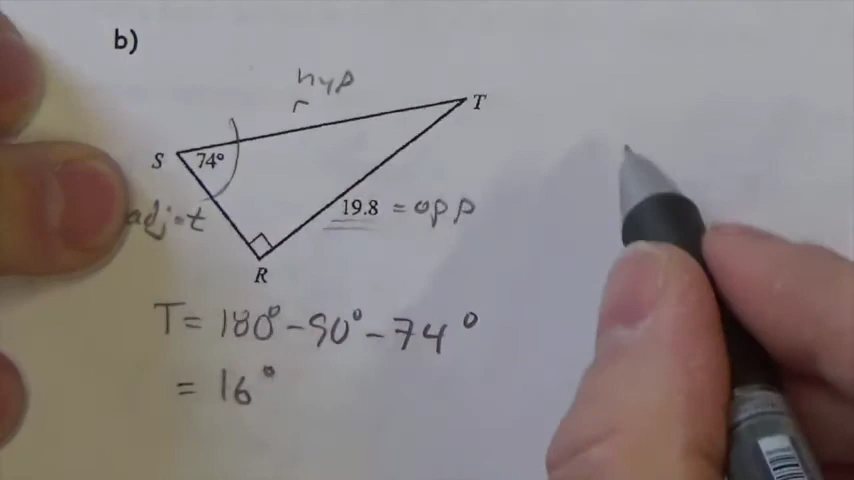 b)
hyp
r
T
S
74°
19.8 = opp
adj = t
R
T = 180° - 90° - 74°
= 16°